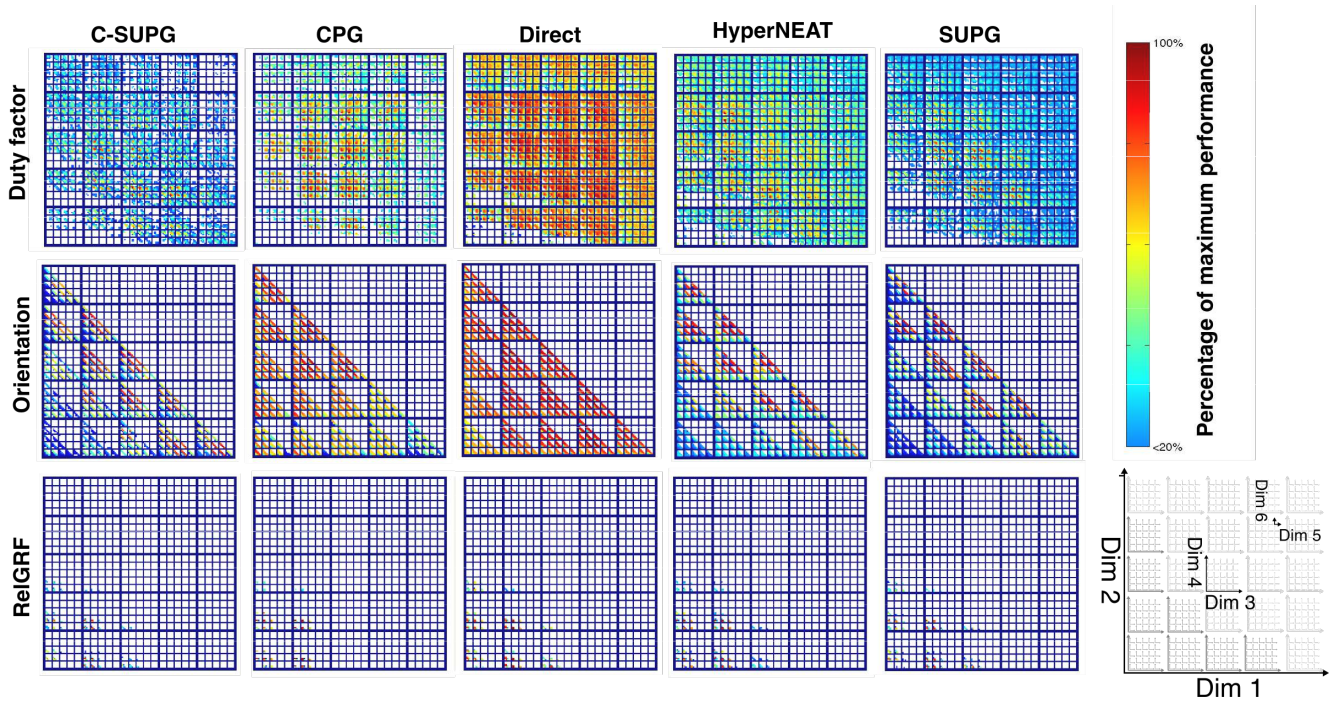 C-SUPG CPG Direct HyperNEAT SUPG
Duty factor
Orientation
RelGRF
100%
Percentage of maximum performance
<20%
Dim 6
Dim 5
Dim 4
Dim 3
Dim 2
Dim 1